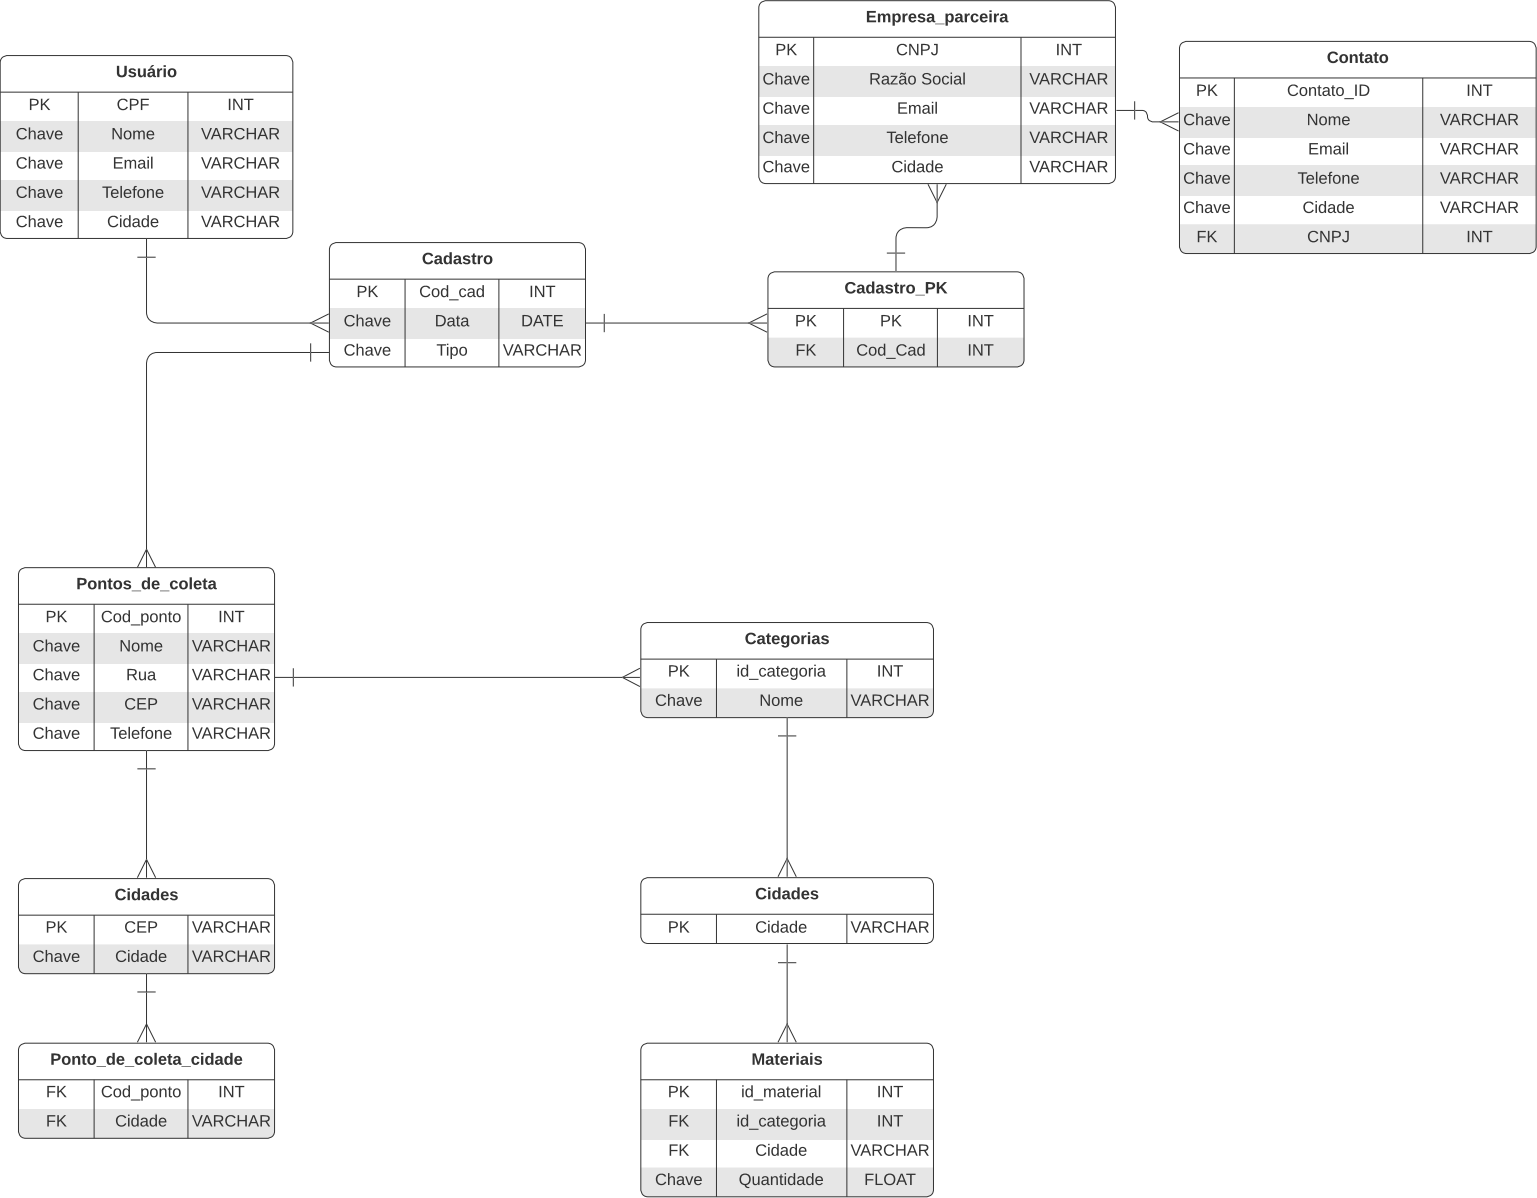 Empresa_parceira
PK CNPJ INT
Chave Razão Social VARCHAR
Chave Email VARCHAR
Chave Telefone VARCHAR
Chave Cidade VARCHAR
Contato
PK Contato_ID INT
Chave Nome VARCHAR
Chave Email VARCHAR
Chave Telefone VARCHAR
Chave Cidade VARCHAR
FK CNPJ INT
Usuário
PK CPF INT
Chave Nome VARCHAR
Chave Email VARCHAR
Chave Telefone VARCHAR
Chave Cidade VARCHAR
Cadastro
PK Cod_cad INT
Chave Data DATE
Chave Tipo VARCHAR
Cadastro_PK
PK PK INT
FK Cod_Cad INT
Pontos_de_coleta
PK Cod_ponto INT
Chave Nome VARCHAR
Chave Rua VARCHAR
Chave CEP VARCHAR
Chave Telefone VARCHAR
Categorias
PK id_categoria INT
Chave Nome VARCHAR
Cidades
PK CEP VARCHAR
Chave Cidade VARCHAR
Cidades
PK Cidade VARCHAR
Ponto_de_coleta_cidade
FK Cod_ponto INT
FK Cidade VARCHAR
Materiais
PK id_material INT
FK id_categoria INT
FK Cidade VARCHAR
Chave Quantidade FLOAT